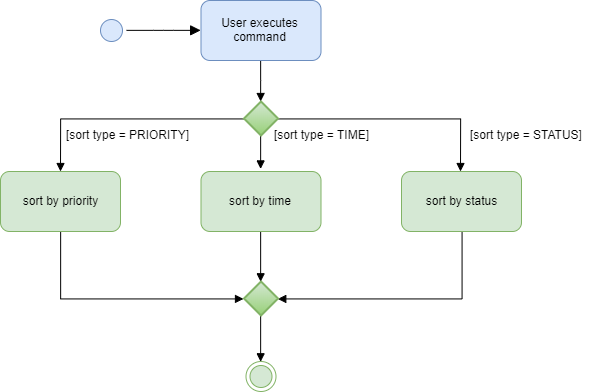 User executes
command
[sort type = PRIORITY]
[sort type = TIME]
[sort type = STATUS]
sort by priority
sort by time
sort by status